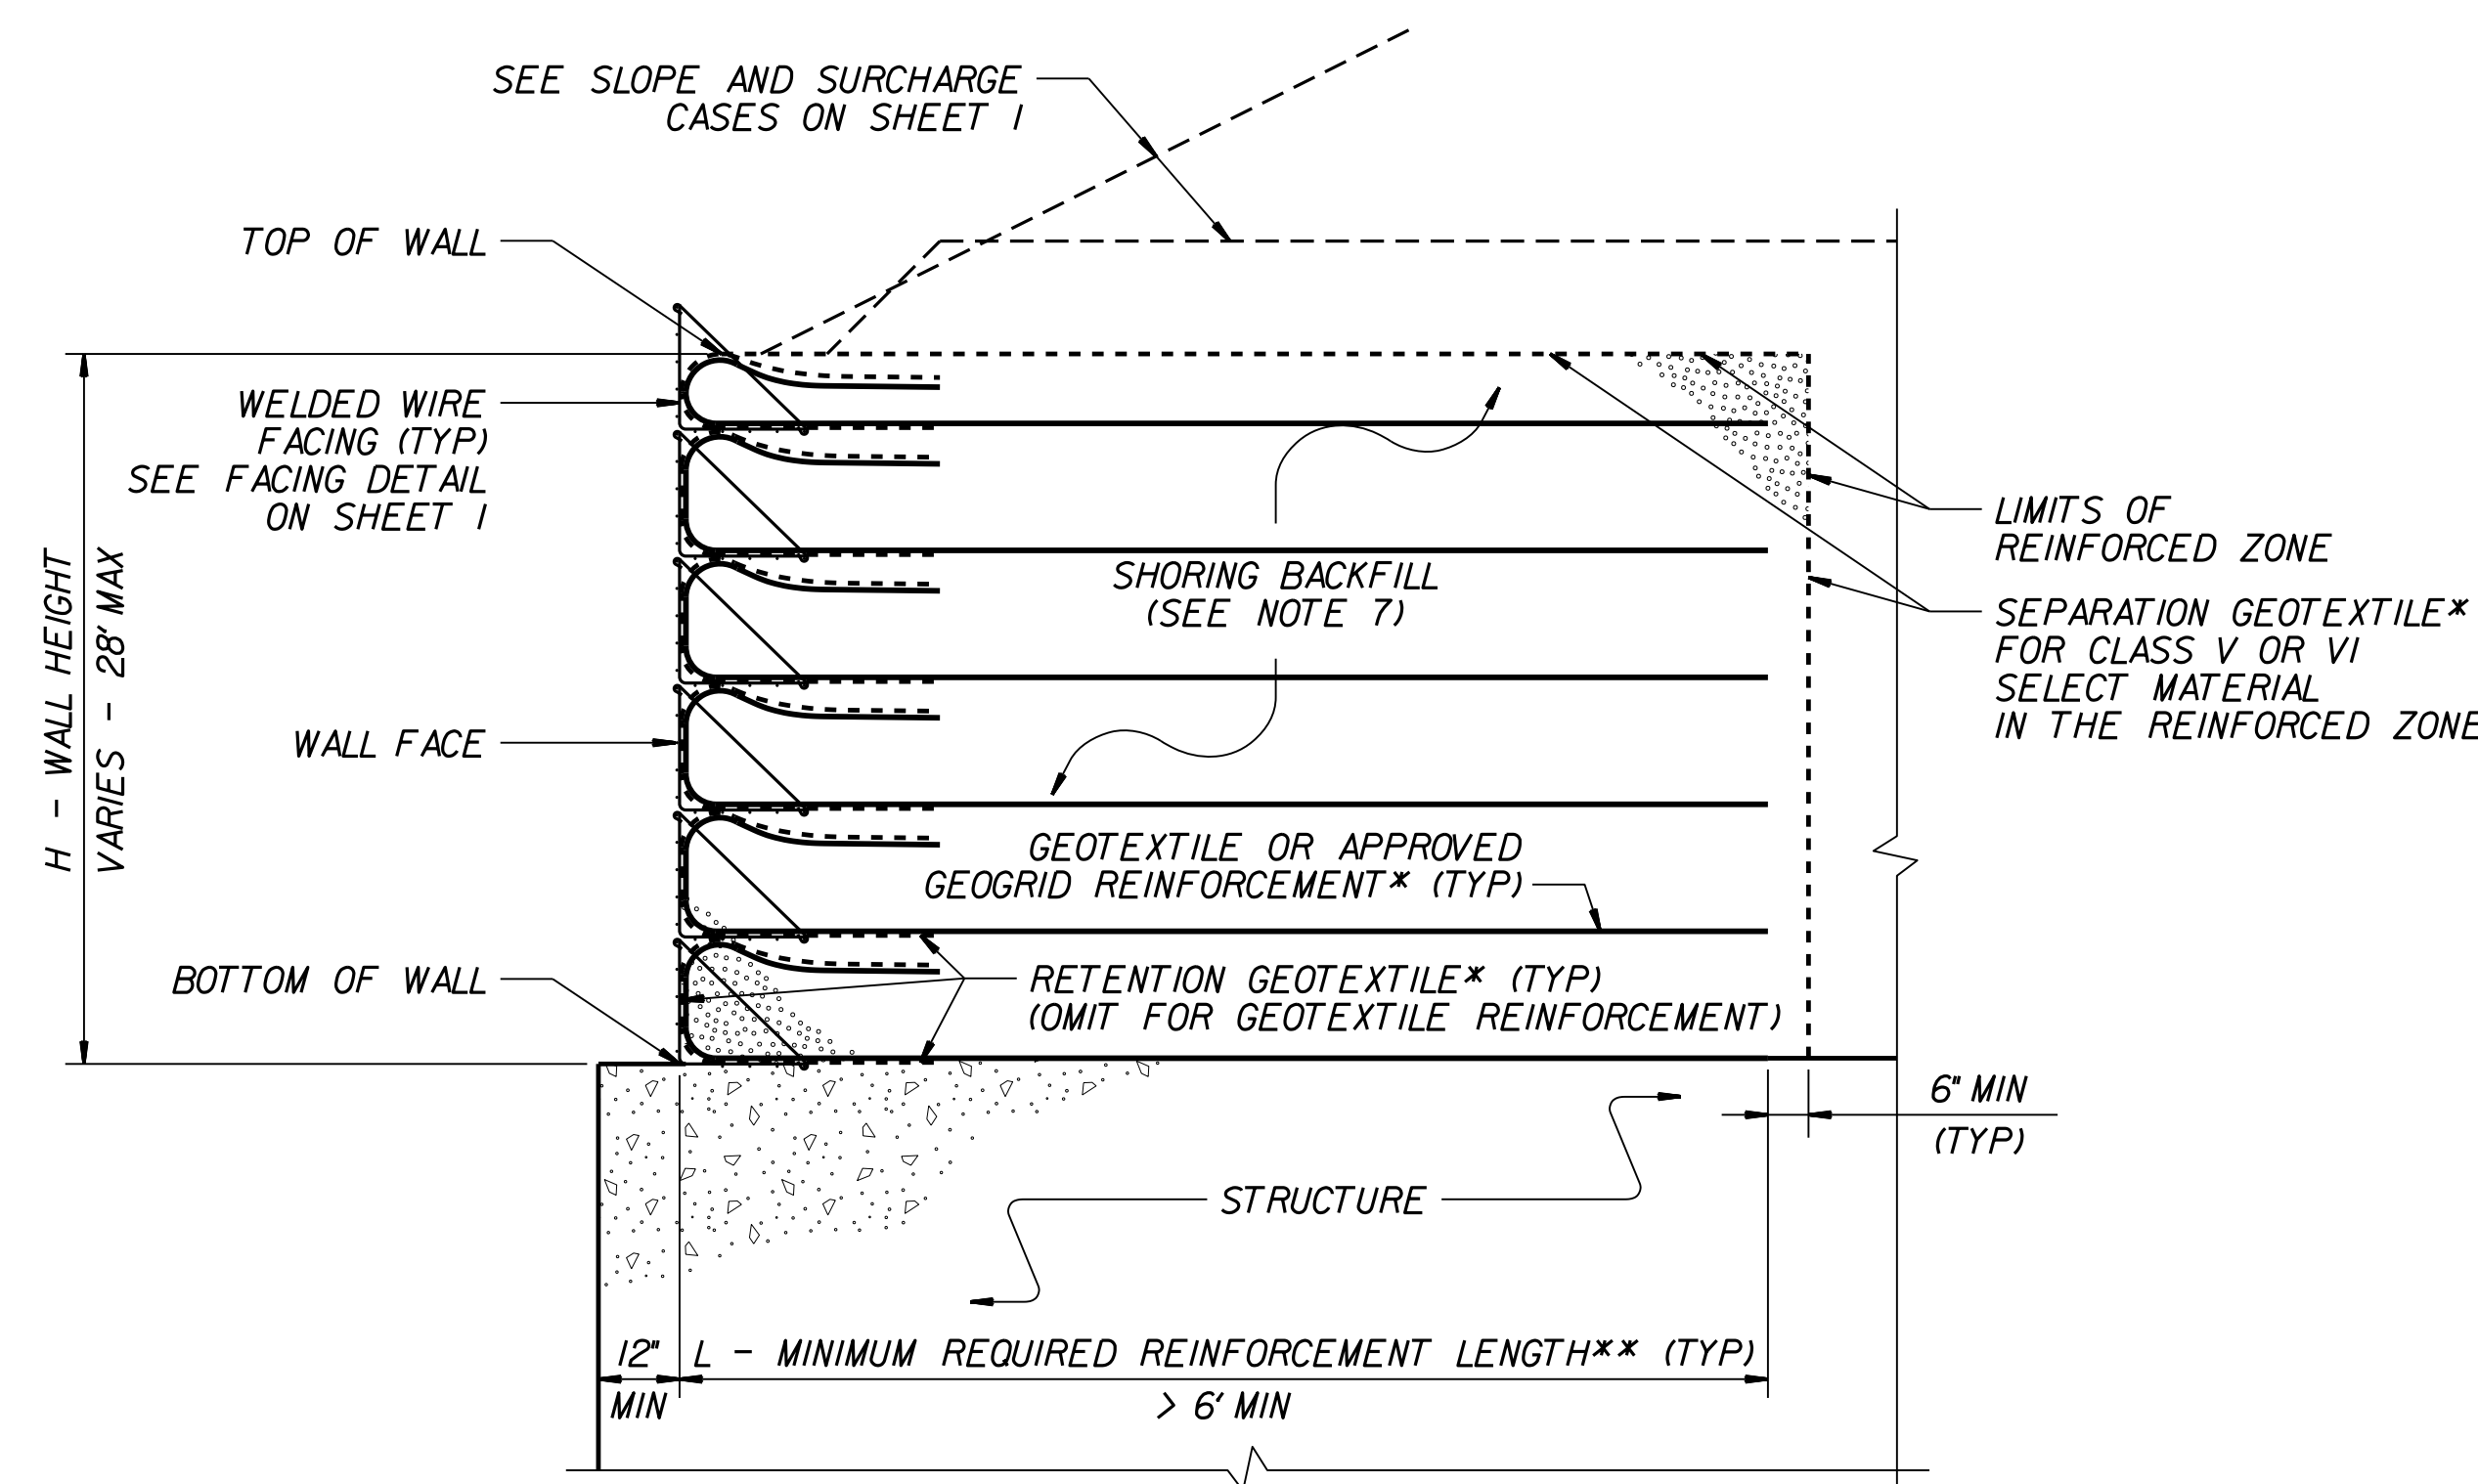 SEE SLOPE AND SURCHARGE
CASES ON SHEET 1
TOP OF WALL
WELDED WIRE
FACING (TYP)
SEE FACING DETAIL
ON SHEET 1
H - WALL HEIGHT
VARIES - 28' MAX
WALL FACE
BOTTOM OF WALL
SHORING BACKFILL
(SEE NOTE 7)
LIMITS OF
REINFORCED ZONE
SEPARATION GEOTEXTILE*
FOR CLASS V OR VI
SELECT MATERIAL
IN THE REINFORCED ZONE
GEOTEXTILE OR APPROVED
GEOGRID REINFORCEMENT* (TYP)
RETENTION GEOTEXTILE* (TYP)
(OMIT FOR GEOTEXTILE REINFORCEMENT)
6" MIN
(TYP)
STRUCTURE
12"
MIN
L - MINIMUM REQUIRED REINFORCEMENT LENGTH** (TYP)
> 6' MIN